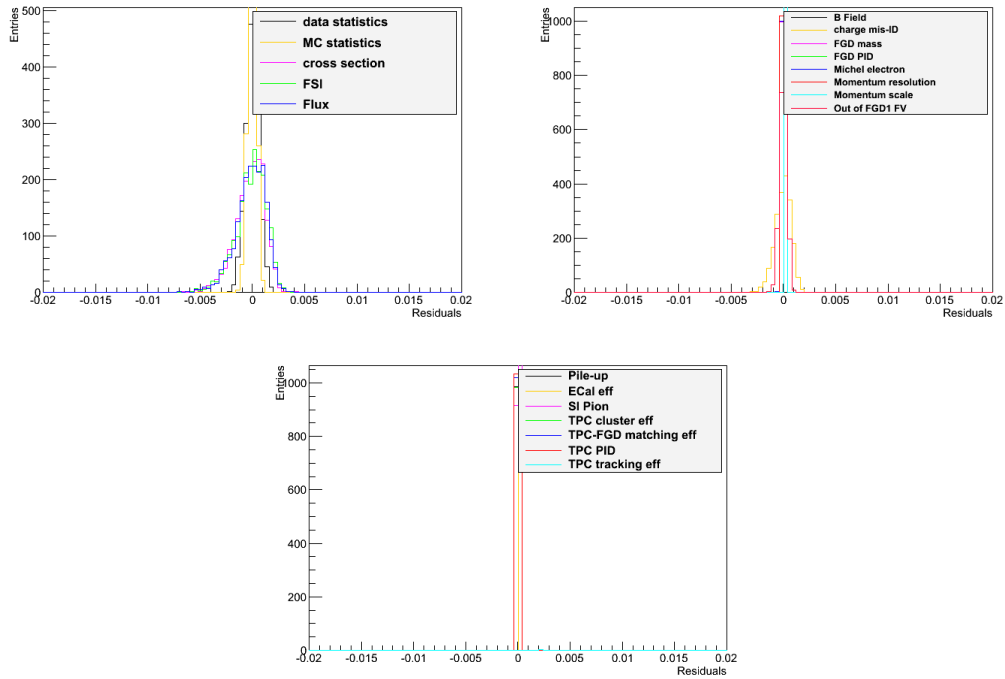 Entries
500
400
300
200
100
0
data statistics
MC statistics
cross section
FSI
Flux
-0.02 -0.015 -0.01 -0.005 0 0.005 0.01 0.015 0.02
Residuals
Entries
1000
800
600
400
200
0
B Field
charge mis-ID
FGD mass
FGD PID
Michel electron
Momentum resolution
Momentum scale
Out of FGD1 FV
-0.02 -0.015 -0.01 -0.005 0 0.005 0.01 0.015 0.02
Residuals
Entries
1000
800
600
400
200
0
Pile-up
ECal eff
SI Pion
TPC cluster eff
TPC-FGD matching eff
TPC PID
TPC tracking eff
-0.02 -0.015 -0.01 -0.005 0 0.005 0.01 0.015 0.02
Residuals